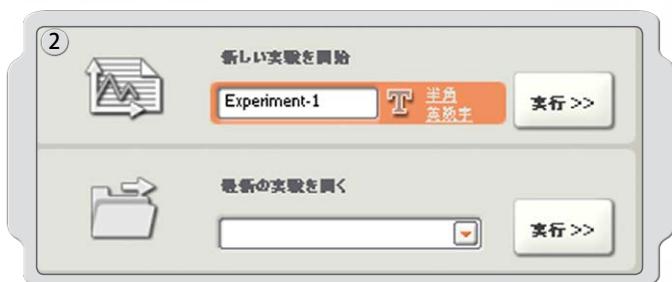 ②
新しい実験を開始
Experiment-1
T 半角
英数字
実行 >>
最新の実験を開く
実行 >>